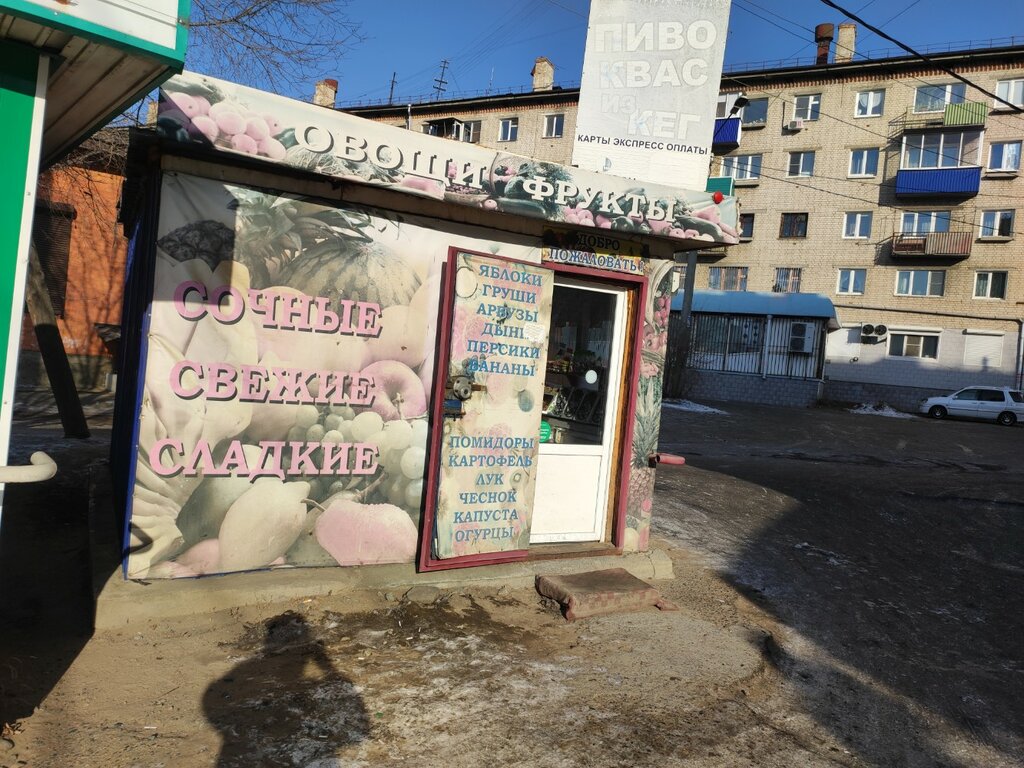 ПИВО
КВАС
ИЗ
КЕГ
КАРТЫ ЭКСПРЕСС ОПЛАТЫ
ОВОЩИ ФРУКТЫ
ДОБРО
ПОЖАЛОВАТЬ!
СОЧНЫЕ
СВЕЖИЕ
СЛАДКИЕ
ЯБЛОКИ
ГРУШИ
АРБУЗЫ
ДЫНИ
ПЕРСИКИ
БАНАНЫ
ПОМИДОРЫ
КАРТОФЕЛЬ
ЛУК
ЧЕСНОК
КАПУСТА
ОГУРЦЫ